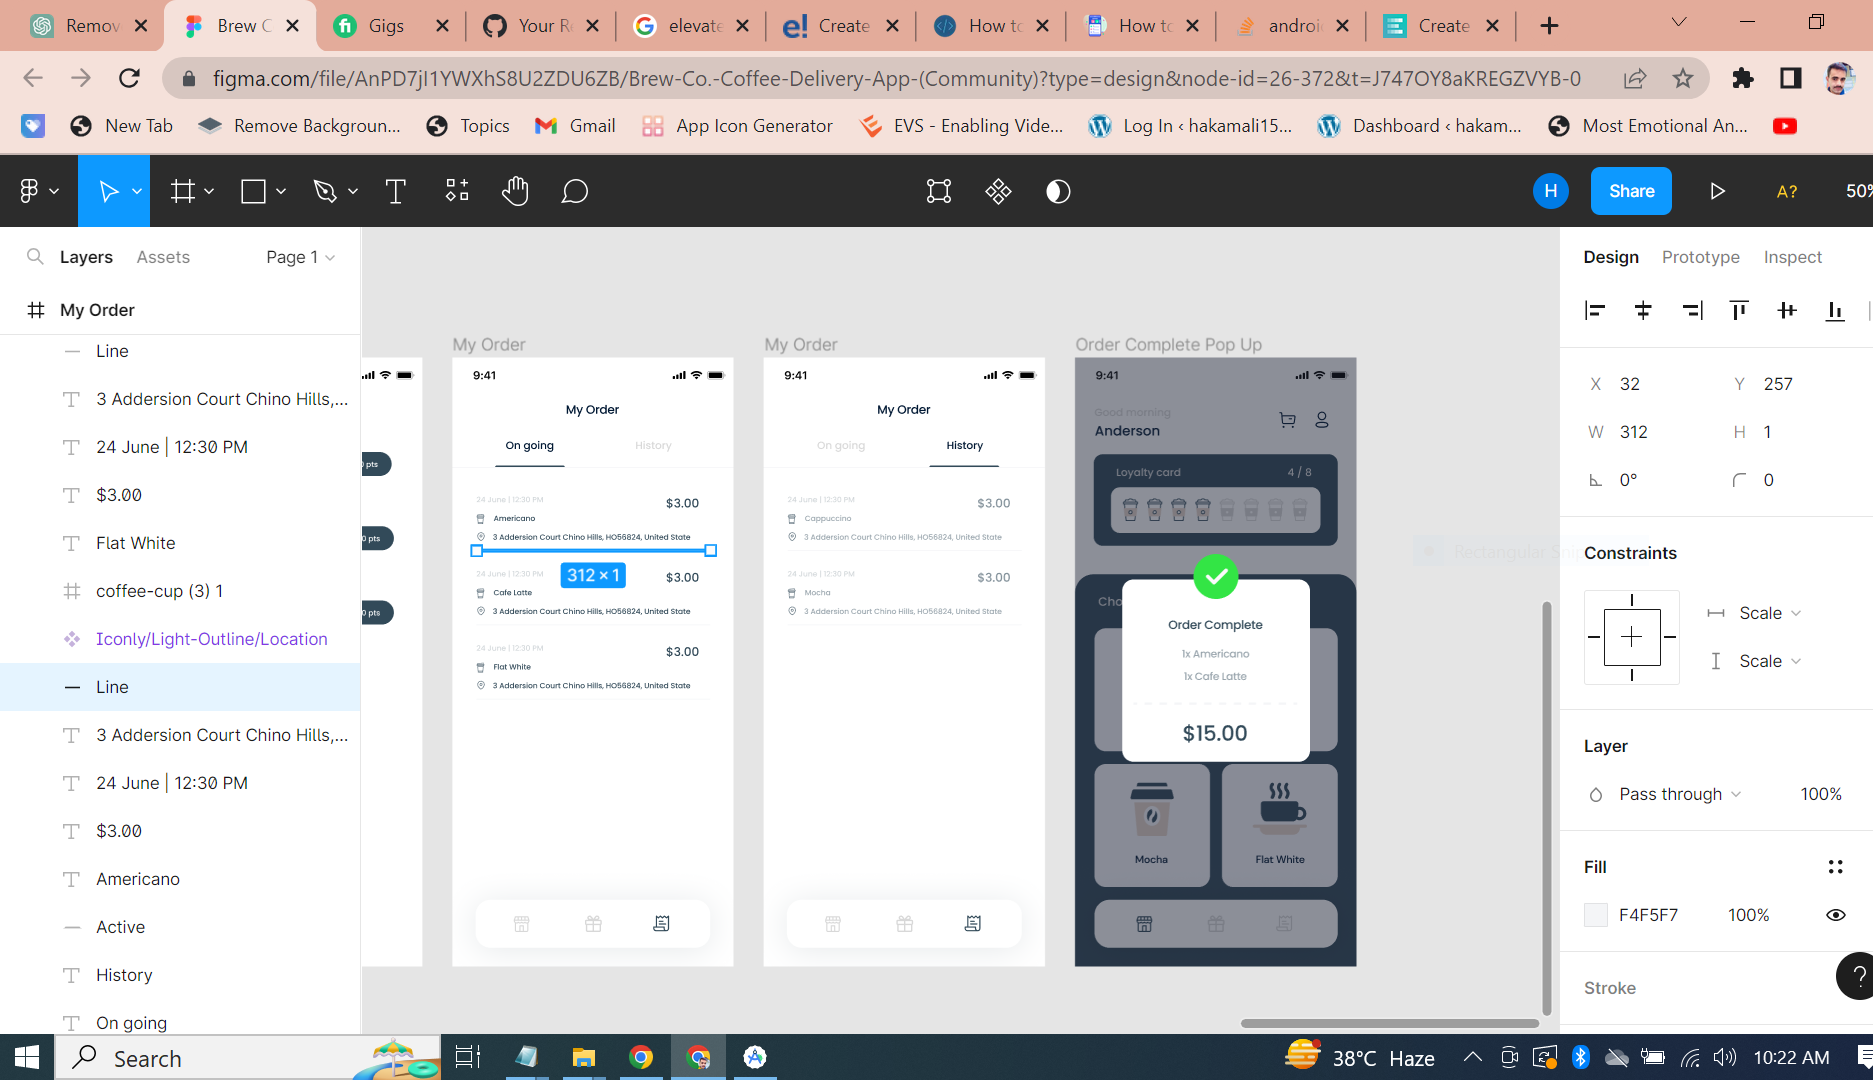 Remov
Brew C
Gigs
Your R
elevate
Create
How to
How to
androi
Create
figma.com/file/AnPD7jI1YWXhS8U2ZDU6ZB/Brew-Co.-Coffee-Delivery-App-(Community)?type=design&node-id=26-372&t=J747OY8aKREGZVYB-0
New Tab
Remove Backgroun...
Topics
Gmail
App Icon Generator
EVS - Enabling Vide...
Log In ‹ hakamali15...
Dashboard ‹ hakam...
Most Emotional An...
H
Share
A?
50%
Layers
Assets
Page 1
My Order
Line
3 Addersion Court Chino Hills,...
24 June | 12:30 PM
$3.00
Flat White
coffee-cup (3) 1
Iconly/Light-Outline/Location
Line
3 Addersion Court Chino Hills,...
24 June | 12:30 PM
$3.00
Americano
Active
History
On going
pts
0 pts
0 pts
My Order
9:41
My Order
On going
History
24 June | 12:30 PM
$3.00
Americano
3 Addersion Court Chino Hills, HO56824, United State
312 × 1
24 June | 12:30 PM
$3.00
Cafe Latte
3 Addersion Court Chino Hills, HO56824, United State
24 June | 12:30 PM
$3.00
Flat White
3 Addersion Court Chino Hills, HO56824, United State
My Order
9:41
My Order
On going
History
24 June | 12:30 PM
$3.00
Cappuccino
3 Addersion Court Chino Hills, HO56824, United State
24 June | 12:30 PM
$3.00
Mocha
3 Addersion Court Chino Hills, HO56824, United State
Order Complete Pop Up
9:41
Good morning
Anderson
Loyalty card
4 / 8
Cho
Order Complete
1x Americano
1x Cafe Latte
$15.00
Mocha
Flat White
Rectangular Snip
Design
Prototype
Inspect
X 32
Y 257
W 312
H 1
0°
0
Constraints
Scale
Scale
Layer
Pass through
100%
Fill
F4F5F7
100%
Stroke
?
Search
38°C Haze
10:22 AM